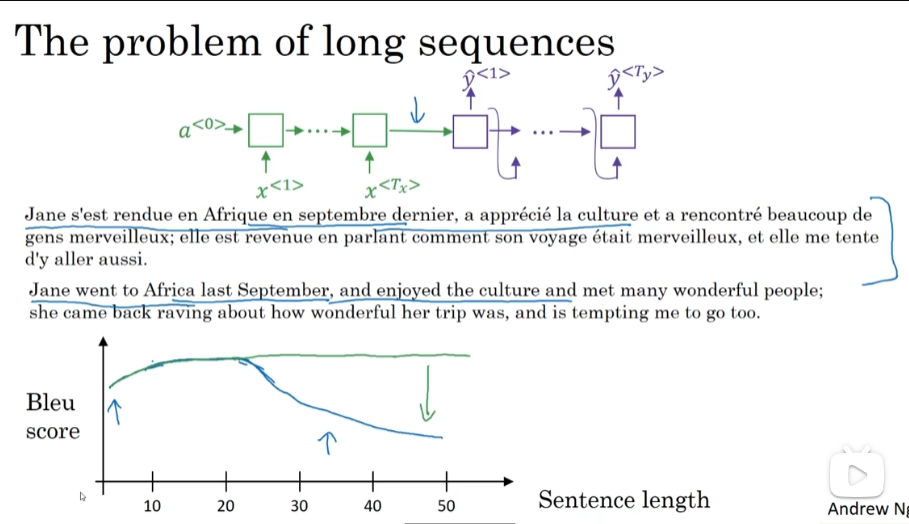 The problem of long sequences
ŷ<1> ŷ<Ty>
a<0>
x<1> x<Tx>
Jane s'est rendue en Afrique en septembre dernier, a apprécié la culture et a rencontré beaucoup de
gens merveilleux; elle est revenue en parlant comment son voyage était merveilleux, et elle me tente
d'y aller aussi.
Jane went to Africa last September, and enjoyed the culture and met many wonderful people;
she came back raving about how wonderful her trip was, and is tempting me to go too.
Bleu
score
10 20 30 40 50
Sentence length
Andrew